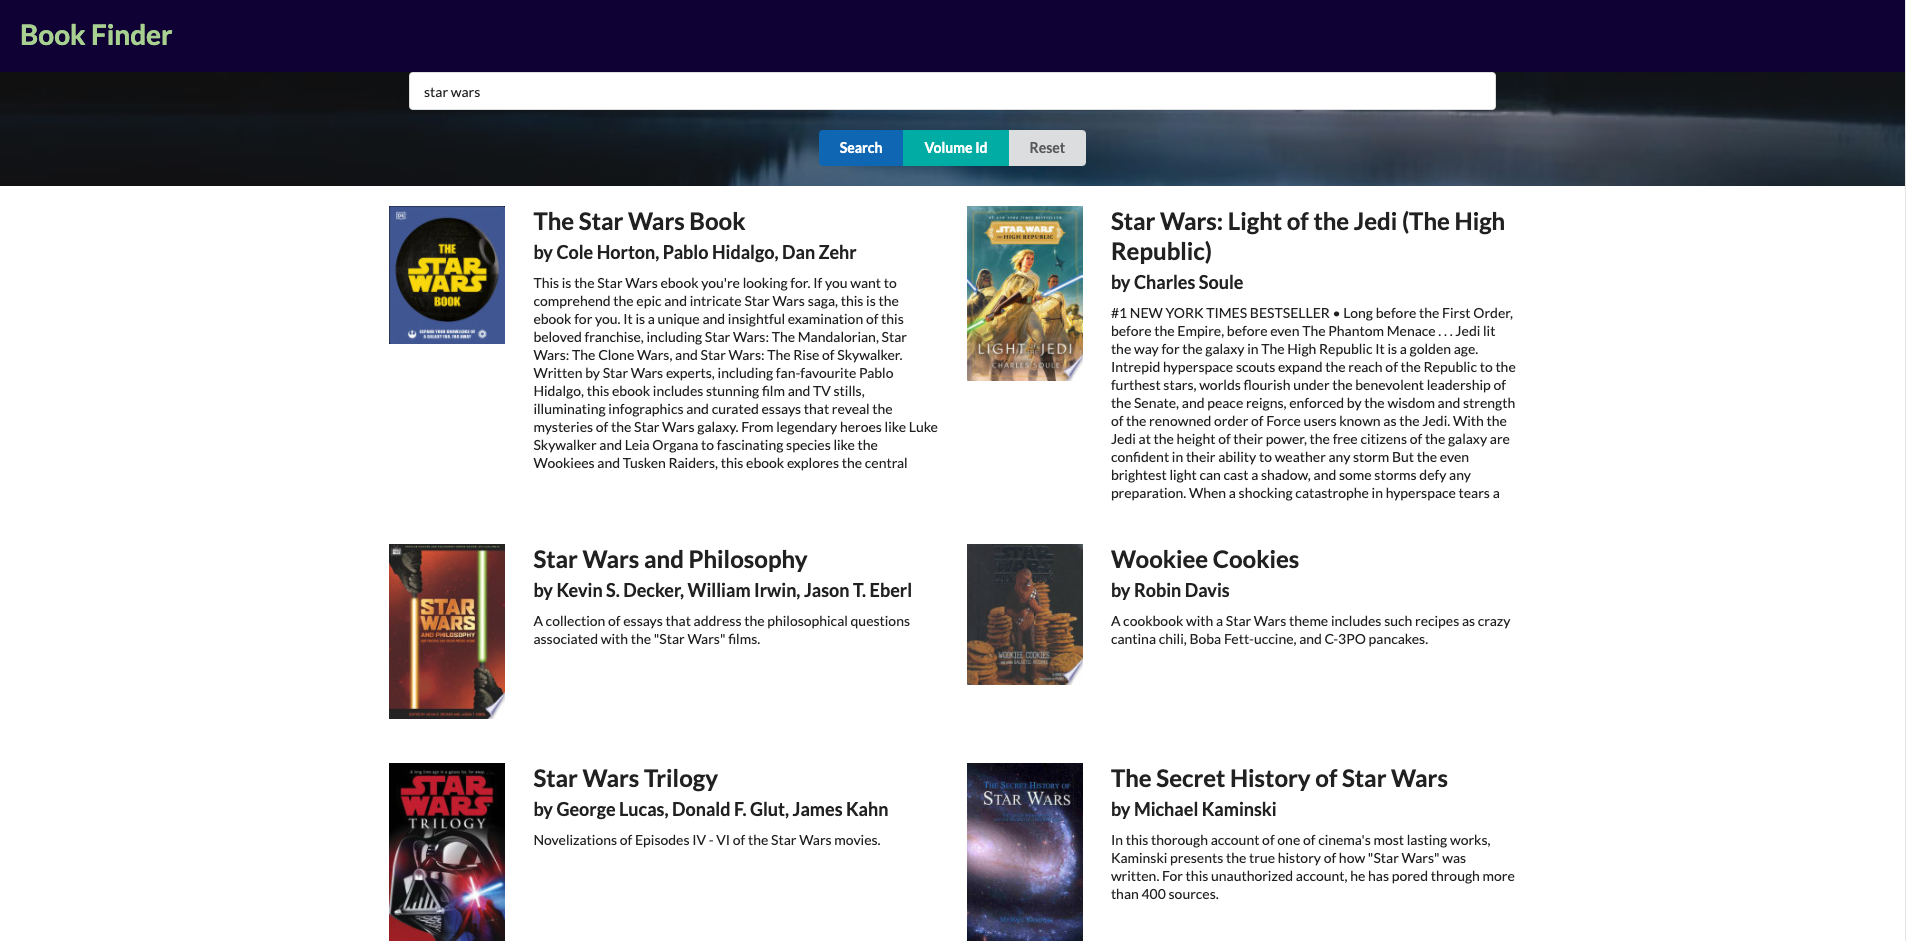 Book Finder
star wars
Search
Volume Id
Reset
THE
STAR
WARS
BOOK
EXPAND YOUR KNOWLEDGE OF
A GALAXY FAR, FAR AWAY
The Star Wars Book
by Cole Horton, Pablo Hidalgo, Dan Zehr
This is the Star Wars ebook you're looking for. If you want to
comprehend the epic and intricate Star Wars saga, this is the
ebook for you. It is a unique and insightful examination of this
beloved franchise, including Star Wars: The Mandalorian, Star
Wars: The Clone Wars, and Star Wars: The Rise of Skywalker.
Written by Star Wars experts, including fan-favourite Pablo
Hidalgo, this ebook includes stunning film and TV stills,
illuminating infographics and curated essays that reveal the
mysteries of the Star Wars galaxy. From legendary heroes like Luke
Skywalker and Leia Organa to fascinating species like the
Wookiees and Tusken Raiders, this ebook explores the central
STAR WARS
THE HIGH REPUBLIC
LIGHT OF THE JEDI
CHARLES SOULE
Star Wars: Light of the Jedi (The High
Republic)
by Charles Soule
#1 NEW YORK TIMES BESTSELLER • Long before the First Order,
before the Empire, before even The Phantom Menace . . . Jedi lit
the way for the galaxy in The High Republic It is a golden age.
Intrepid hyperspace scouts expand the reach of the Republic to the
furthest stars, worlds flourish under the benevolent leadership of
the Senate, and peace reigns, enforced by the wisdom and strength
of the renowned order of Force users known as the Jedi. With the
Jedi at the height of their power, the free citizens of the galaxy are
confident in their ability to weather any storm But the even
brightest light can cast a shadow, and some storms defy any
preparation. When a shocking catastrophe in hyperspace tears a
STAR
WARS
AND PHILOSOPHY
Star Wars and Philosophy
by Kevin S. Decker, William Irwin, Jason T. Eberl
A collection of essays that address the philosophical questions
associated with the "Star Wars" films.
STAR
WARS
WOOKIEE COOKIES
Wookiee Cookies
by Robin Davis
A cookbook with a Star Wars theme includes such recipes as crazy
cantina chili, Boba Fett-uccine, and C-3PO pancakes.
A long time ago in a galaxy far, far away. . .
STAR
WARS
TRILOGY
Star Wars Trilogy
by George Lucas, Donald F. Glut, James Kahn
Novelizations of Episodes IV - VI of the Star Wars movies.
THE SECRET HISTORY OF
STAR WARS
The Secret History of Star Wars
by Michael Kaminski
In this thorough account of one of cinema's most lasting works,
Kaminski presents the true history of how "Star Wars" was
written. For this unauthorized account, he has pored through more
than 400 sources.